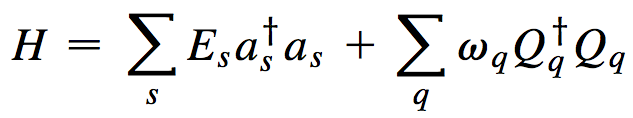 H = ∑_s E_s a_s^† a_s + ∑_q ω_q Q_q^† Q_q